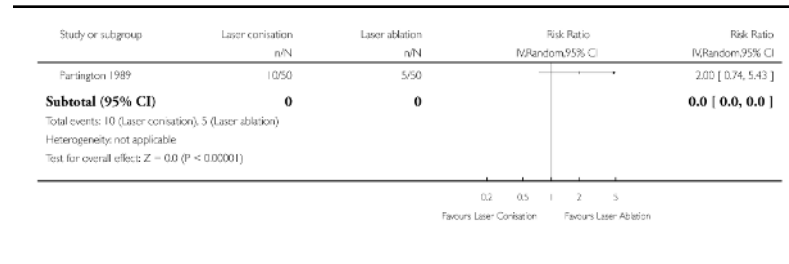 Study or subgroup Laser conisation Laser ablation Risk Ratio Risk Ratio
n/N n/N IV,Random,95% CI IV,Random,95% CI
Partington 1989 10/50 5/50 2.00 [ 0.74, 5.43 ]
Subtotal (95% CI) 0 0 0.0 [ 0.0, 0.0 ]
Total events: 10 (Laser conisation), 5 (Laser ablation)
Heterogeneity: not applicable
Test for overall effect: Z = 0.0 (P < 0.00001)
0.2 0.5 1 2 5
Favours Laser Conisation Favours Laser Ablation